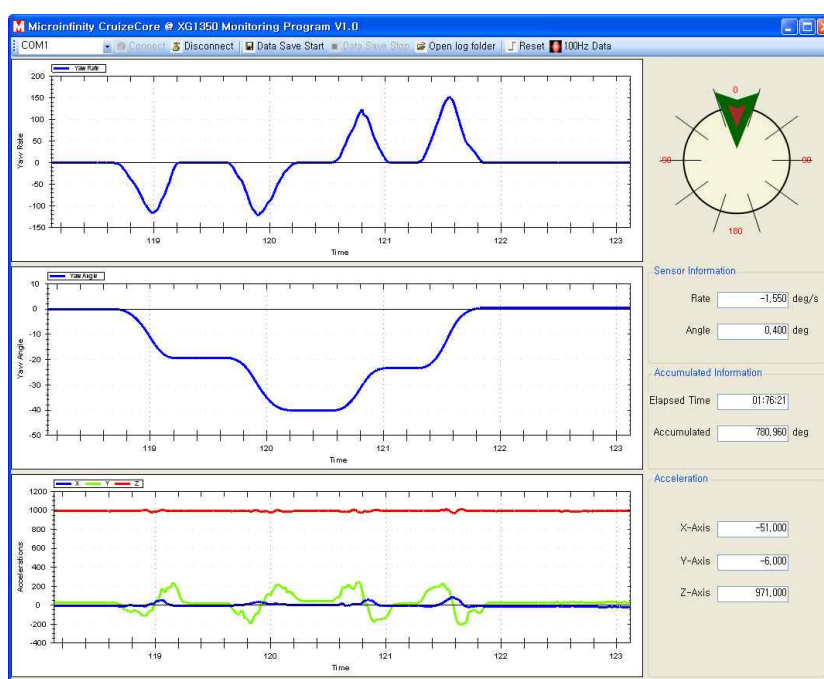 Microinfinity CruizeCore @ XG1350 Monitoring Program V1.0
COM1 Connect Disconnect Data Save Start Data Save Stop Open log folder Reset 100Hz Data
Yaw Rate
200
150
100
50
0
-50
-100
-150
Yaw Rate
119 120 121 122 123
Time
Yaw Angle
10
0
-10
-20
-30
-40
-50
Yaw Angle
119 120 121 122 123
Time
X Y Z
1200
1000
800
600
400
200
0
-200
-400
Accelerations
119 120 121 122 123
Time
0
-90 -90
180
Sensor Information
Rate -1,550 deg/s
Angle 0,400 deg
Accumulated Information
Elapsed Time 01:76:21
Accumulated 780,960 deg
Acceleration
X-Axis -51,000
Y-Axis -6,000
Z-Axis 971,000